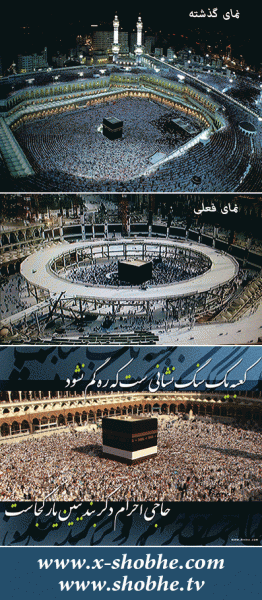 نمای گذشته
نمای فعلی
کعبه یک سنگ نشانی ست که ره گم نشود
حاجی احرام دگر بند ببین یار کجاست
www.x-shobhe.com
www.shobhe.tv